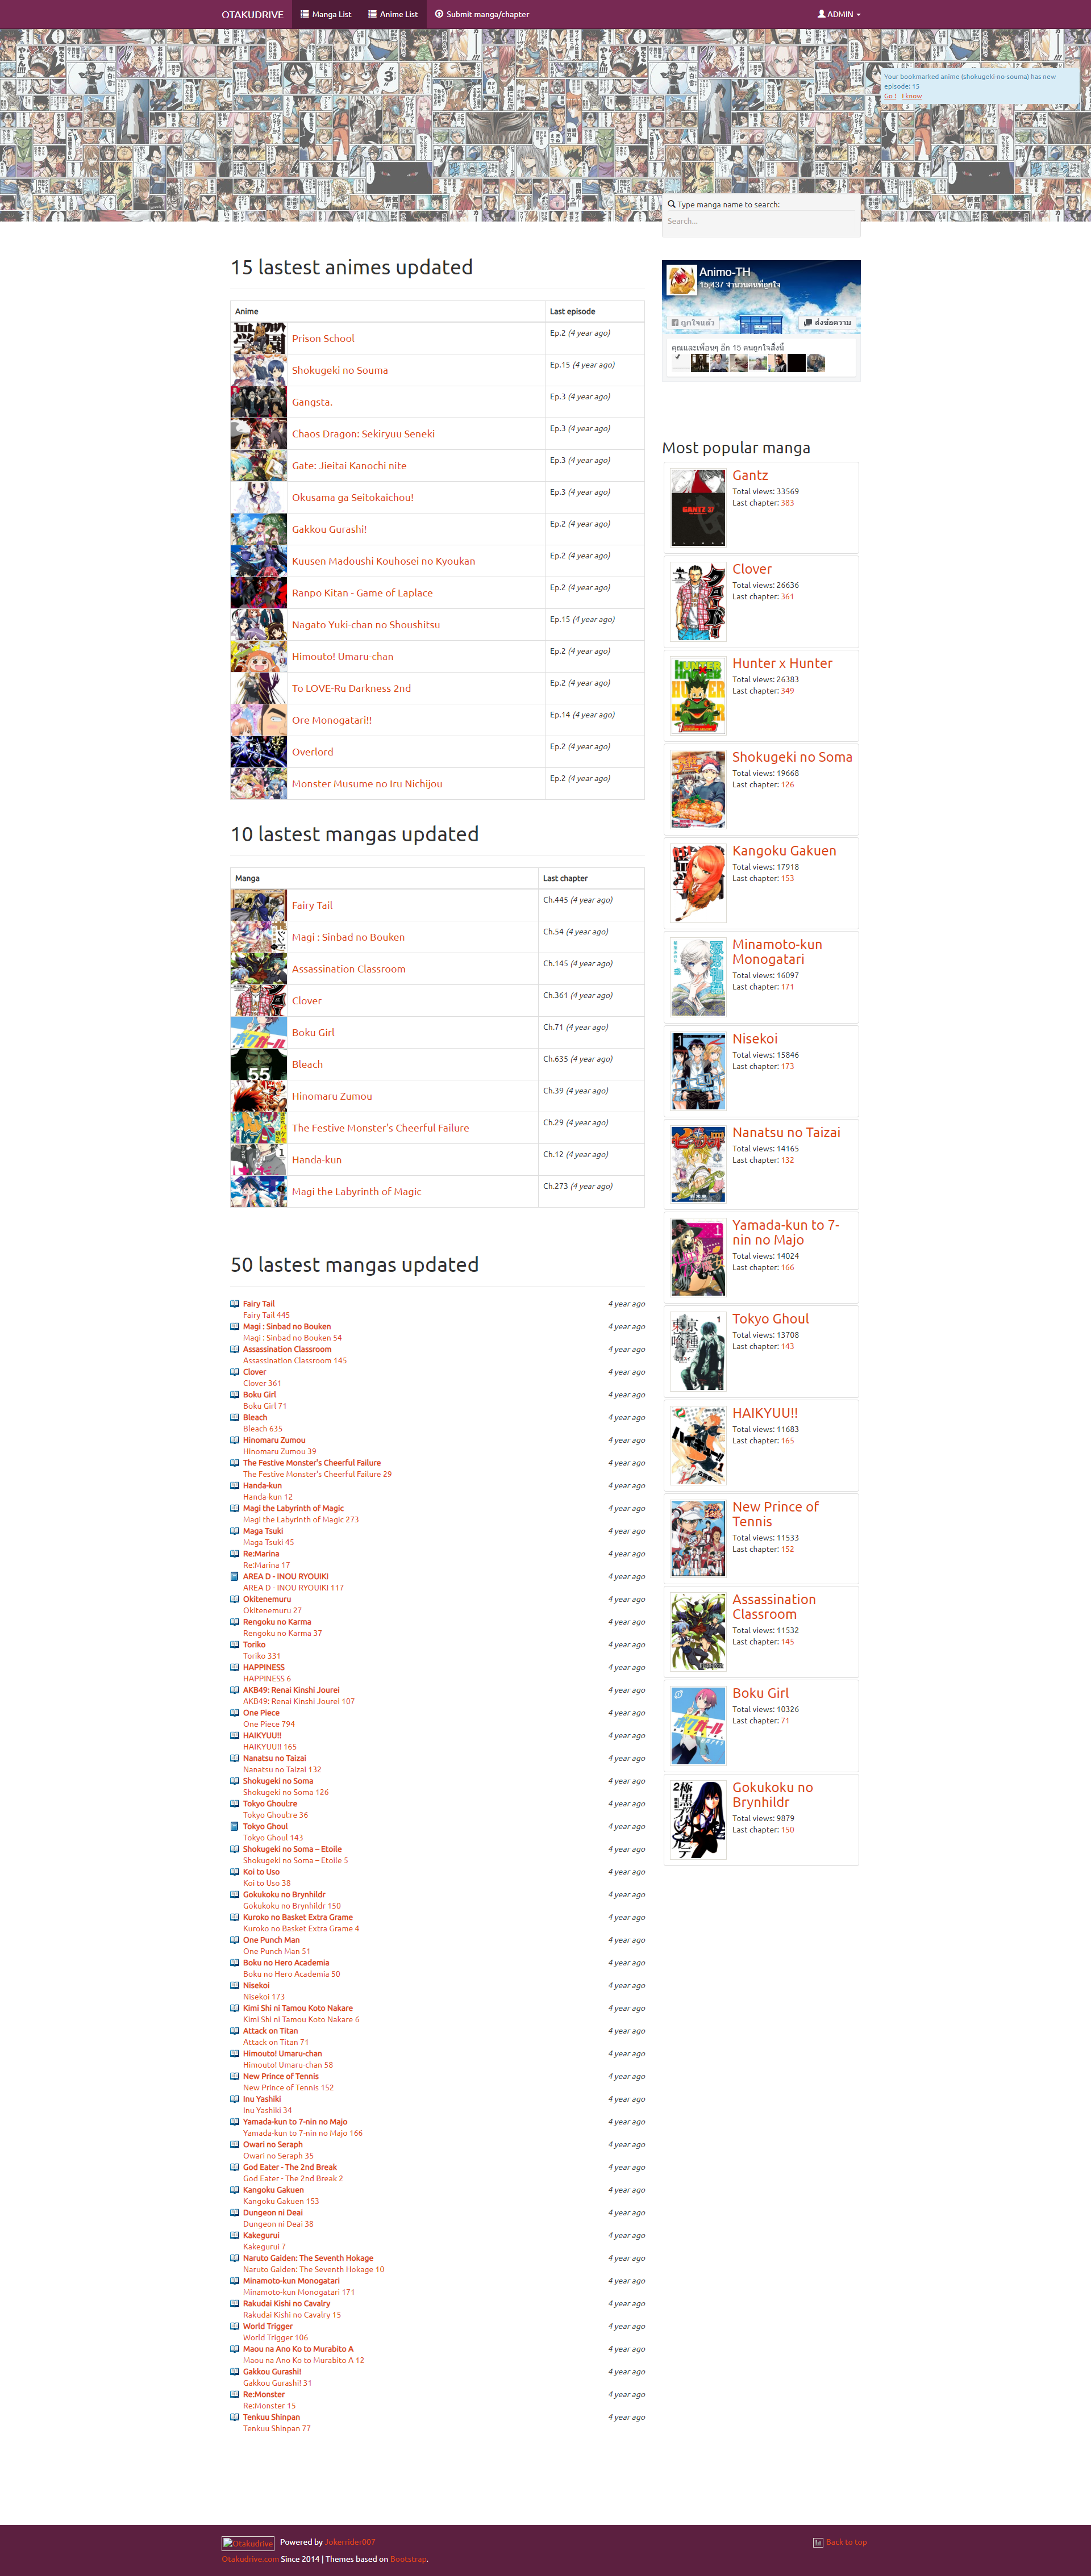 OTAKUDRIVE
Manga List
Anime List
Submit manga/chapter
ADMIN
Your bookmarked anime (shokugeki-no-souma) has new
episode: 15
Go !  I know
Type manga name to search:
Search...
15 lastest animes updated
Anime Last episode
Prison School Ep.2 (4 year ago)
Shokugeki no Souma Ep.15 (4 year ago)
Gangsta. Ep.3 (4 year ago)
Chaos Dragon: Sekiryuu Seneki Ep.3 (4 year ago)
Gate: Jieitai Kanochi nite Ep.3 (4 year ago)
Okusama ga Seitokaichou! Ep.3 (4 year ago)
Gakkou Gurashi! Ep.2 (4 year ago)
Kuusen Madoushi Kouhosei no Kyoukan Ep.2 (4 year ago)
Ranpo Kitan - Game of Laplace Ep.2 (4 year ago)
Nagato Yuki-chan no Shoushitsu Ep.15 (4 year ago)
Himouto! Umaru-chan Ep.2 (4 year ago)
To LOVE-Ru Darkness 2nd Ep.2 (4 year ago)
Ore Monogatari!! Ep.14 (4 year ago)
Overlord Ep.2 (4 year ago)
Monster Musume no Iru Nichijou Ep.2 (4 year ago)
10 lastest mangas updated
Manga Last chapter
Fairy Tail Ch.445 (4 year ago)
Magi : Sinbad no Bouken Ch.54 (4 year ago)
Assassination Classroom Ch.145 (4 year ago)
Clover Ch.361 (4 year ago)
Boku Girl Ch.71 (4 year ago)
Bleach Ch.635 (4 year ago)
Hinomaru Zumou Ch.39 (4 year ago)
The Festive Monster's Cheerful Failure Ch.29 (4 year ago)
Handa-kun Ch.12 (4 year ago)
Magi the Labyrinth of Magic Ch.273 (4 year ago)
50 lastest mangas updated
Fairy Tail 4 year ago
Fairy Tail 445
Magi : Sinbad no Bouken 4 year ago
Magi : Sinbad no Bouken 54
Assassination Classroom 4 year ago
Assassination Classroom 145
Clover 4 year ago
Clover 361
Boku Girl 4 year ago
Boku Girl 71
Bleach 4 year ago
Bleach 635
Hinomaru Zumou 4 year ago
Hinomaru Zumou 39
The Festive Monster's Cheerful Failure 4 year ago
The Festive Monster's Cheerful Failure 29
Handa-kun 4 year ago
Handa-kun 12
Magi the Labyrinth of Magic 4 year ago
Magi the Labyrinth of Magic 273
Maga Tsuki 4 year ago
Maga Tsuki 45
Re:Marina 4 year ago
Re:Marina 17
AREA D - INOU RYOUIKI 4 year ago
AREA D - INOU RYOUIKI 117
Okitenemuru 4 year ago
Okitenemuru 27
Rengoku no Karma 4 year ago
Rengoku no Karma 37
Toriko 4 year ago
Toriko 331
HAPPINESS 4 year ago
HAPPINESS 6
AKB49: Renai Kinshi Jourei 4 year ago
AKB49: Renai Kinshi Jourei 107
One Piece 4 year ago
One Piece 794
HAIKYUU!! 4 year ago
HAIKYUU!! 165
Nanatsu no Taizai 4 year ago
Nanatsu no Taizai 132
Shokugeki no Soma 4 year ago
Shokugeki no Soma 126
Tokyo Ghoul:re 4 year ago
Tokyo Ghoul:re 36
Tokyo Ghoul 4 year ago
Tokyo Ghoul 143
Shokugeki no Soma – Etoile 4 year ago
Shokugeki no Soma – Etoile 5
Koi to Uso 4 year ago
Koi to Uso 38
Gokukoku no Brynhildr 4 year ago
Gokukoku no Brynhildr 150
Kuroko no Basket Extra Grame 4 year ago
Kuroko no Basket Extra Grame 4
One Punch Man 4 year ago
One Punch Man 51
Boku no Hero Academia 4 year ago
Boku no Hero Academia 50
Nisekoi 4 year ago
Nisekoi 173
Kimi Shi ni Tamou Koto Nakare 4 year ago
Kimi Shi ni Tamou Koto Nakare 6
Attack on Titan 4 year ago
Attack on Titan 71
Himouto! Umaru-chan 4 year ago
Himouto! Umaru-chan 58
New Prince of Tennis 4 year ago
New Prince of Tennis 152
Inu Yashiki 4 year ago
Inu Yashiki 34
Yamada-kun to 7-nin no Majo 4 year ago
Yamada-kun to 7-nin no Majo 166
Owari no Seraph 4 year ago
Owari no Seraph 35
God Eater - The 2nd Break 4 year ago
God Eater - The 2nd Break 2
Kangoku Gakuen 4 year ago
Kangoku Gakuen 153
Dungeon ni Deai 4 year ago
Dungeon ni Deai 38
Kakegurui 4 year ago
Kakegurui 7
Naruto Gaiden: The Seventh Hokage 4 year ago
Naruto Gaiden: The Seventh Hokage 10
Minamoto-kun Monogatari 4 year ago
Minamoto-kun Monogatari 171
Rakudai Kishi no Cavalry 4 year ago
Rakudai Kishi no Cavalry 15
World Trigger 4 year ago
World Trigger 106
Maou na Ano Ko to Murabito A 4 year ago
Maou na Ano Ko to Murabito A 12
Gakkou Gurashi! 4 year ago
Gakkou Gurashi! 31
Re:Monster 4 year ago
Re:Monster 15
Tenkuu Shinpan 4 year ago
Tenkuu Shinpan 77
Animo-TH
15,437 จำนวนคนที่ถูกใจ
ถูกใจแล้ว
ส่งข้อความ
คุณและเพื่อนๆ อีก 15 คนถูกใจสิ่งนี้
Most popular manga
Gantz
Total views: 33569
Last chapter: 383
Clover
Total views: 26636
Last chapter: 361
Hunter x Hunter
Total views: 26383
Last chapter: 349
Shokugeki no Soma
Total views: 19668
Last chapter: 126
Kangoku Gakuen
Total views: 17918
Last chapter: 153
Minamoto-kun
Monogatari
Total views: 16097
Last chapter: 171
Nisekoi
Total views: 15846
Last chapter: 173
Nanatsu no Taizai
Total views: 14165
Last chapter: 132
Yamada-kun to 7-
nin no Majo
Total views: 14024
Last chapter: 166
Tokyo Ghoul
Total views: 13708
Last chapter: 143
HAIKYUU!!
Total views: 11683
Last chapter: 165
New Prince of
Tennis
Total views: 11533
Last chapter: 152
Assassination
Classroom
Total views: 11532
Last chapter: 145
Boku Girl
Total views: 10326
Last chapter: 71
Gokukoku no
Brynhildr
Total views: 9879
Last chapter: 150
Otakudrive Powered by Jokerrider007
Back to top
Otakudrive.com Since 2014 | Themes based on Bootstrap.